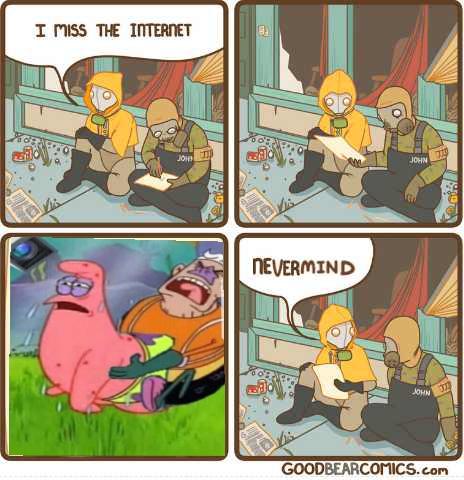 I MISS THE INTERNET
JOHN
JOHN
NEVERMIND
JOHN
GOODBEARCOMICS.com